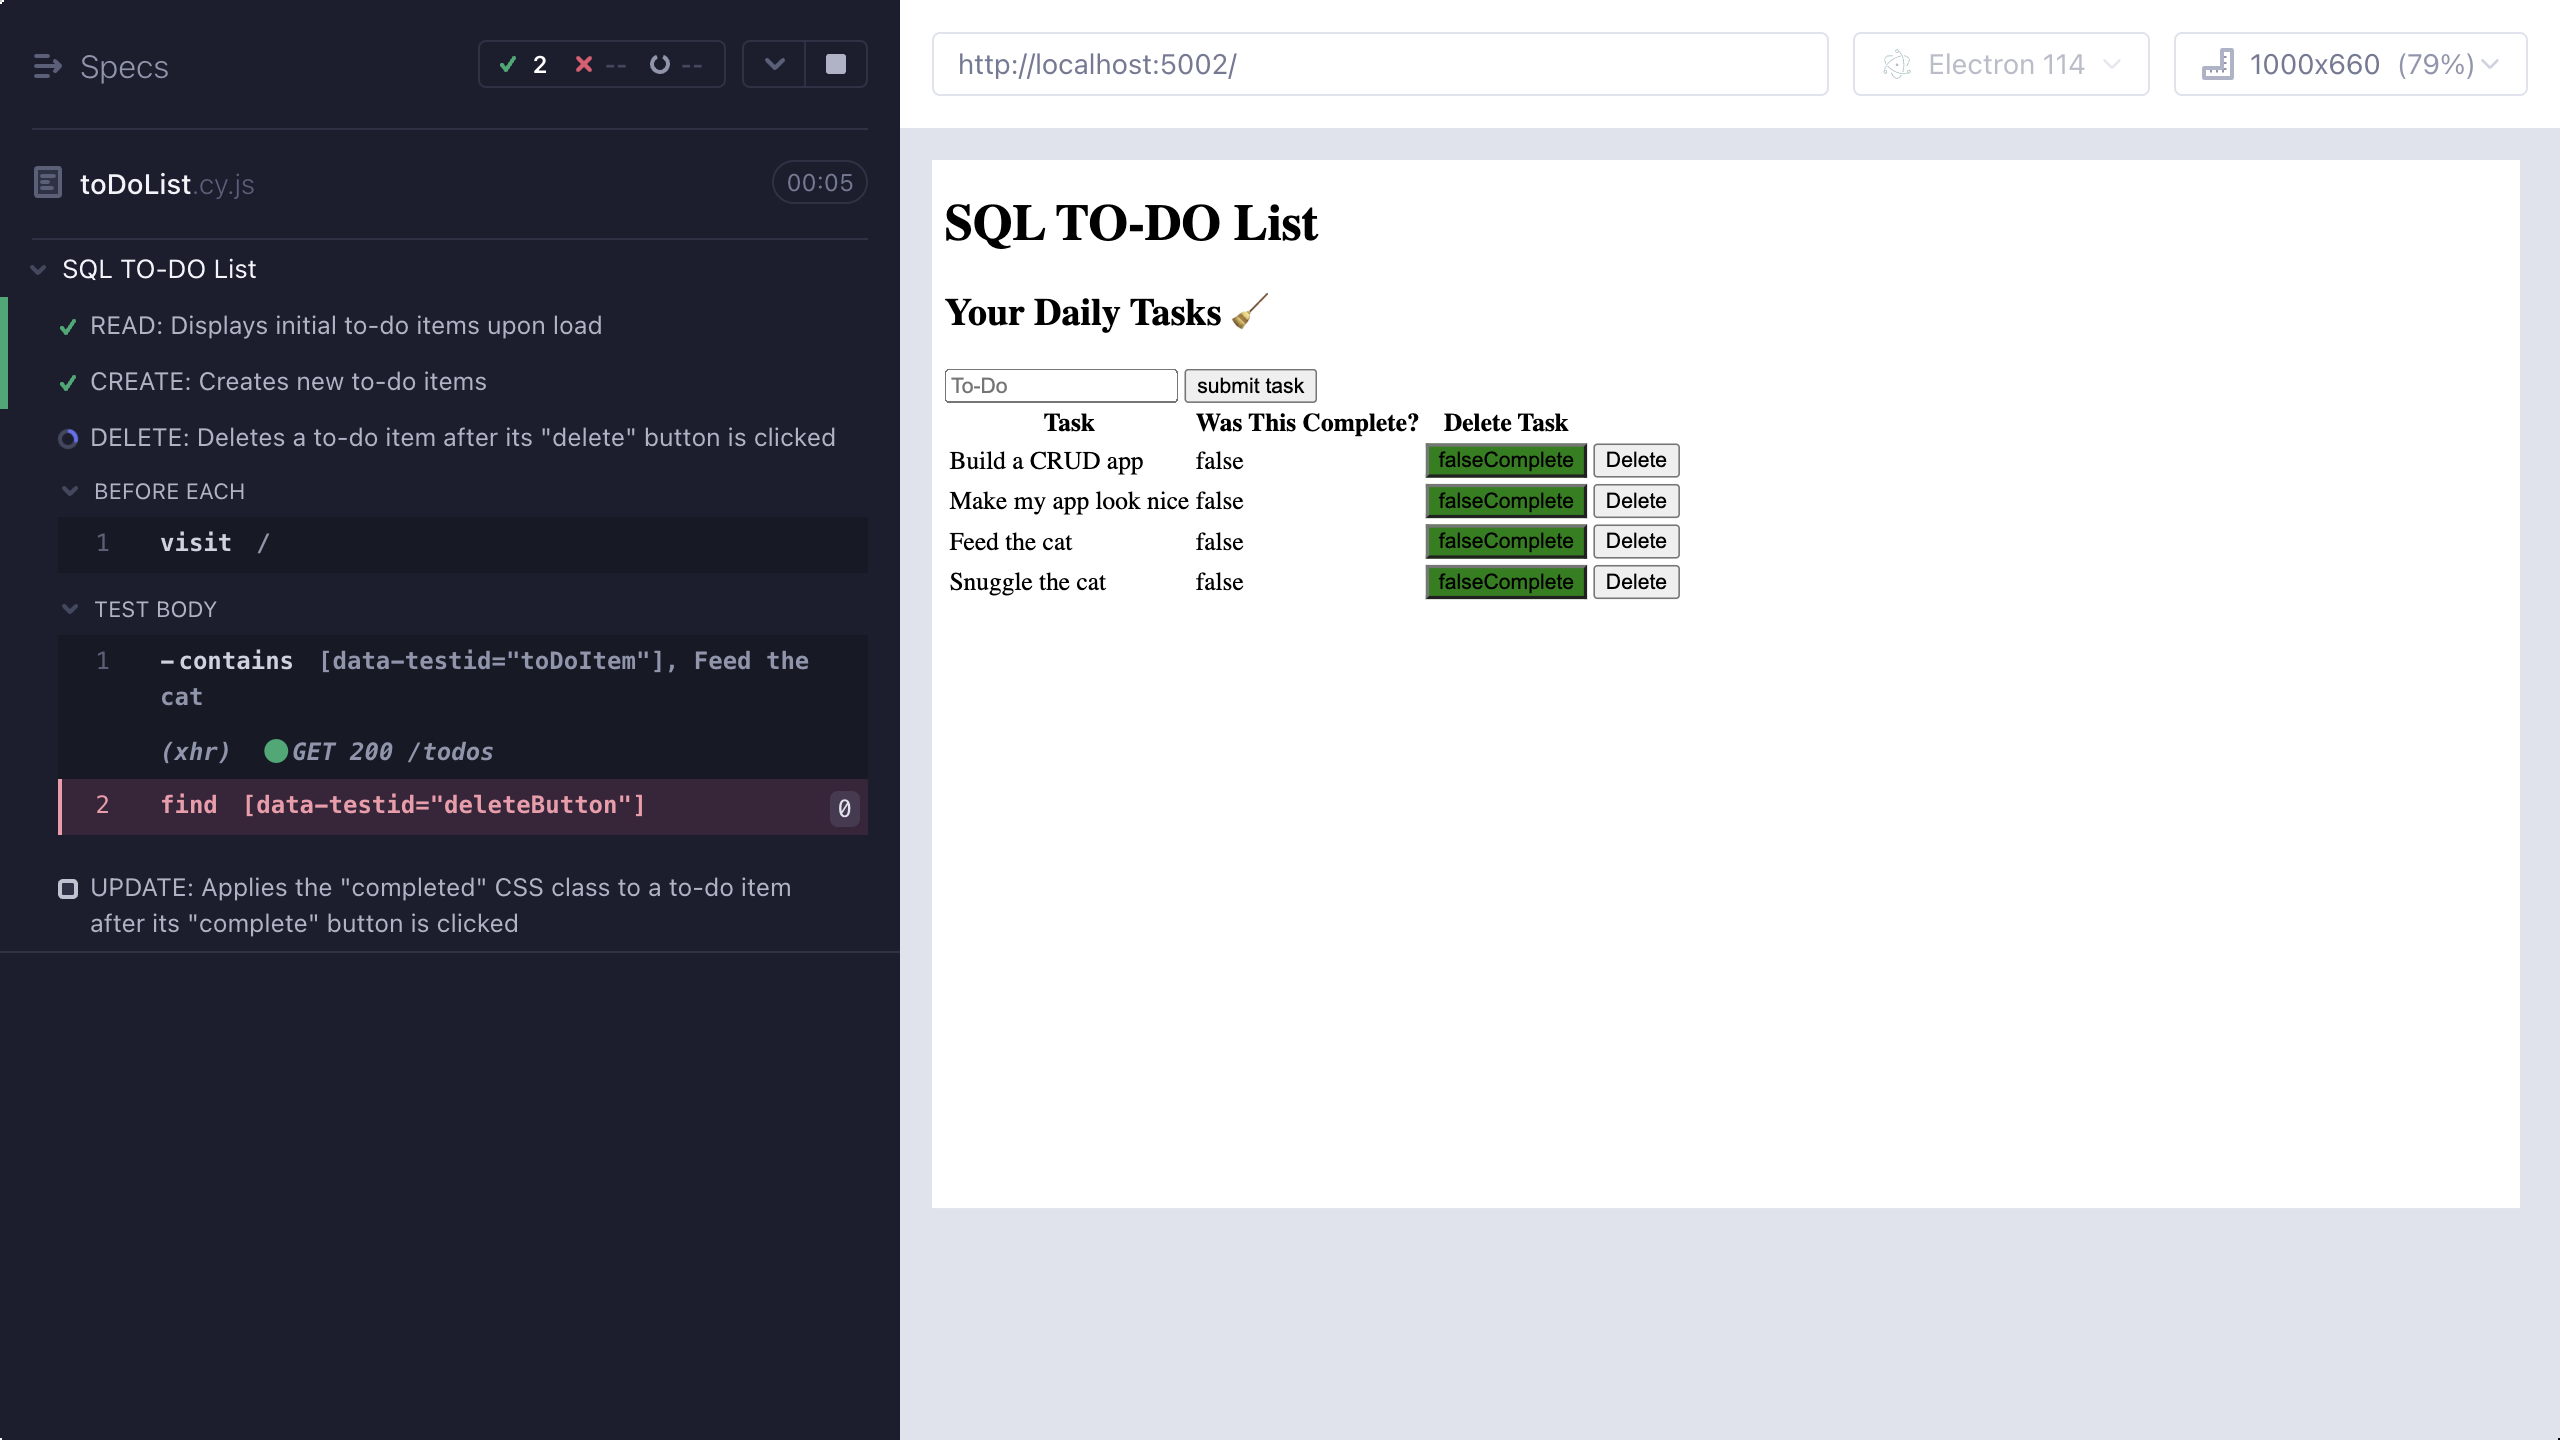 Specs
2 -- --
toDoList.cy.js
00:05
SQL TO-DO List
READ: Displays initial to-do items upon load
CREATE: Creates new to-do items
DELETE: Deletes a to-do item after its "delete" button is clicked
BEFORE EACH
1 visit /
TEST BODY
1 -contains [data-testid="toDoItem"], Feed the
cat
(xhr) GET 200 /todos
2 find [data-testid="deleteButton"] 0
UPDATE: Applies the "completed" CSS class to a to-do item
after its "complete" button is clicked
http://localhost:5002/
Electron 114
1000x660 (79%)
SQL TO-DO List
Your Daily Tasks 🧹
To-Do submit task
Task Was This Complete? Delete Task
Build a CRUD app false falseComplete Delete
Make my app look nice false falseComplete Delete
Feed the cat false falseComplete Delete
Snuggle the cat false falseComplete Delete